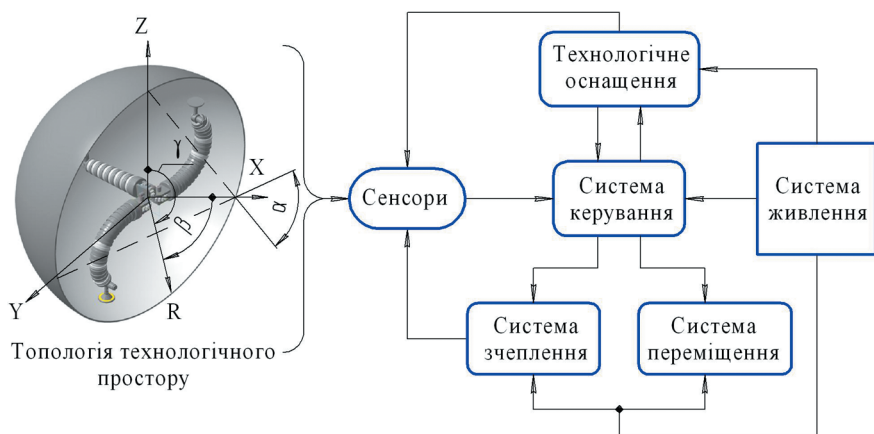 Z
X
Y
R
γ
β
α
Топологія технологічного
простору
Сенсори
Технологічне
оснащення
Система
керування
Система
живлення
Система
зчеплення
Система
переміщення